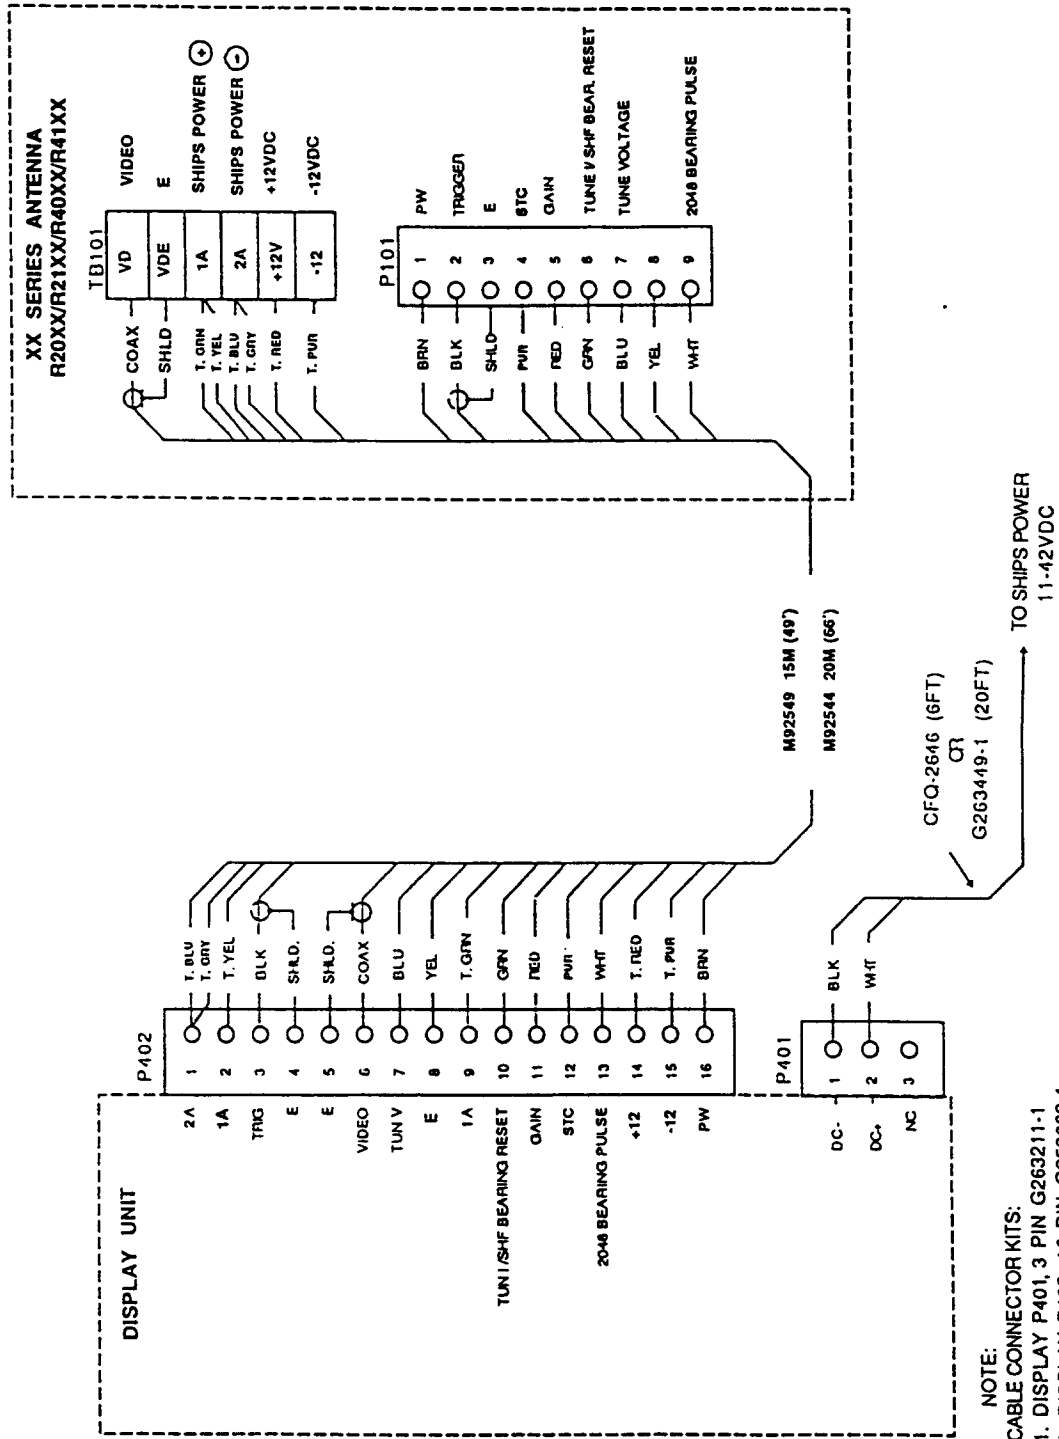 XX SERIES ANTENNA
R20XX/R21XX/R40XX/R41XX
TB101
COAX VD VIDEO
SHLD VDE E
T. GRN
T. YEL
1A SHIPS POWER +
T. BLU
T. GRY
2A SHIPS POWER -
T. RED +12V +12VDC
T. PUR -12 -12VDC
P101
BRN 1 PW
BLK 2 TRIGGER
SHLD 3 E
PUR 4 STC
RED 5 GAIN
GRN 6 TUNE I/ SHF BEAR. RESET
BLU 7 TUNE VOLTAGE
YEL 8
WHT 9 2048 BEARING PULSE
M92549 15M (49')
M92544 20M (66')
DISPLAY UNIT
P402
2A 1 T. BLU
T. GRY
1A 2 T. YEL
TRIG 3 BLK
E 4 SHLD.
E 5 SHLD.
VIDEO 6 COAX
TUN V 7 BLU
E 8 YEL
1A 9 T. GRN
TUN I/SHF BEARING RESET 10 GRN
GAIN 11 RED
STC 12 PUR
2048 BEARING PULSE 13 WHT
+12 14 T. RED
-12 15 T. PUR
PW 16 BRN
P401
DC- 1 BLK
DC+ 2 WHT
NC 3
CFQ-2646 (6FT)
OR
G263449-1 (20FT)
TO SHIPS POWER
11-42VDC
NOTE:
CABLE CONNECTOR KITS:
1. DISPLAY P401, 3 PIN G263211-1